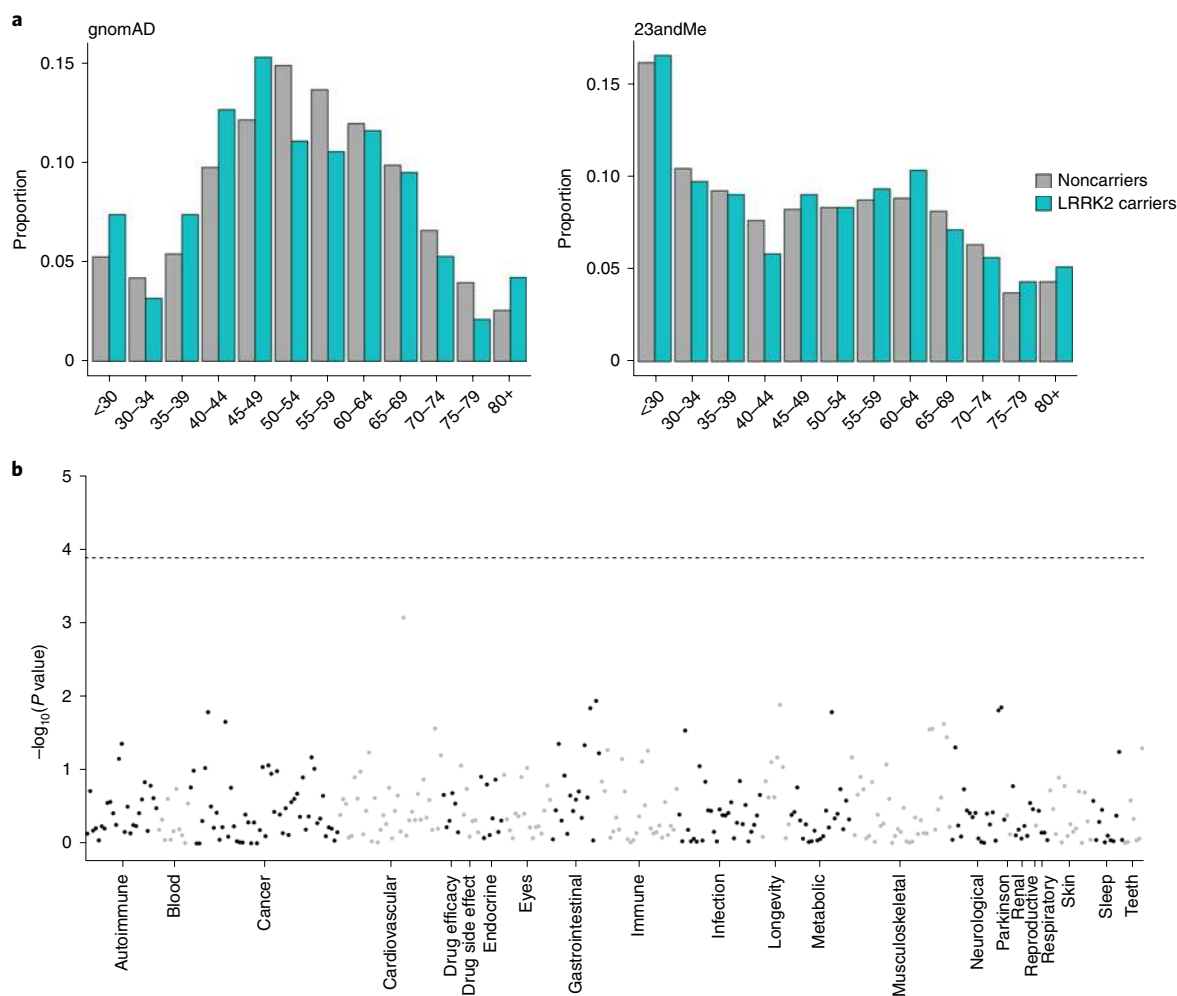 a
gnomAD
23andMe
0.15
0.10
0.05
0
Proportion
<30
30–34
35–39
40–44
45-49
50–54
55–59
60–64
65–69
70–74
75–79
80+
0.15
0.10
0.05
0
Proportion
<30
30–34
35–39
40–44
45–49
50–54
55–59
60–64
65–69
70–74
75–79
80+
Noncarriers
LRRK2 carriers
b
5
4
3
2
1
0
–log10(P value)
Autoimmune
Blood
Cancer
Cardiovascular
Drug efficacy
Drug side effect
Endocrine
Eyes
Gastrointestinal
Immune
Infection
Longevity
Metabolic
Musculoskeletal
Neurological
Parkinson
Renal
Reproductive
Respiratory
Skin
Sleep
Teeth